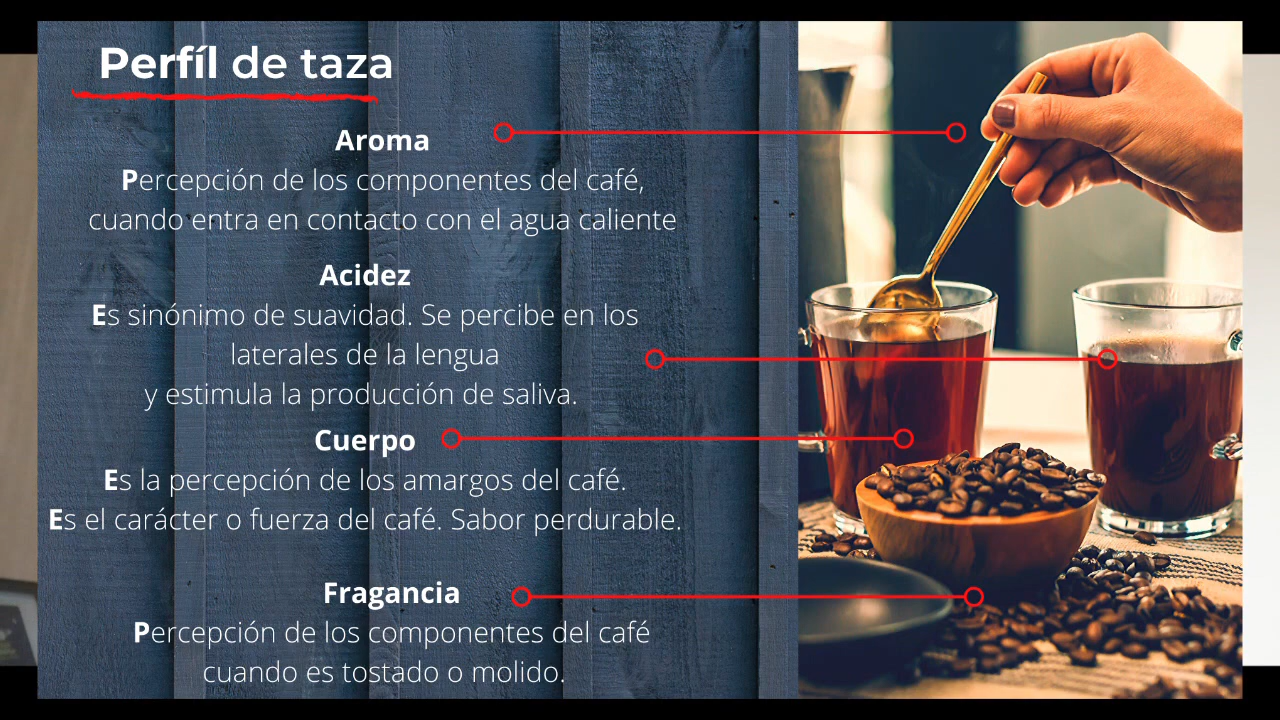 Perfíl de taza
Aroma
Percepción de los componentes del café,
cuando entra en contacto con el agua caliente
Acidez
Es sinónimo de suavidad. Se percibe en los
laterales de la lengua
y estimula la producción de saliva.
Cuerpo
Es la percepción de los amargos del café.
Es el carácter o fuerza del café. Sabor perdurable.
Fragancia
Percepción de los componentes del café
cuando es tostado o molido.